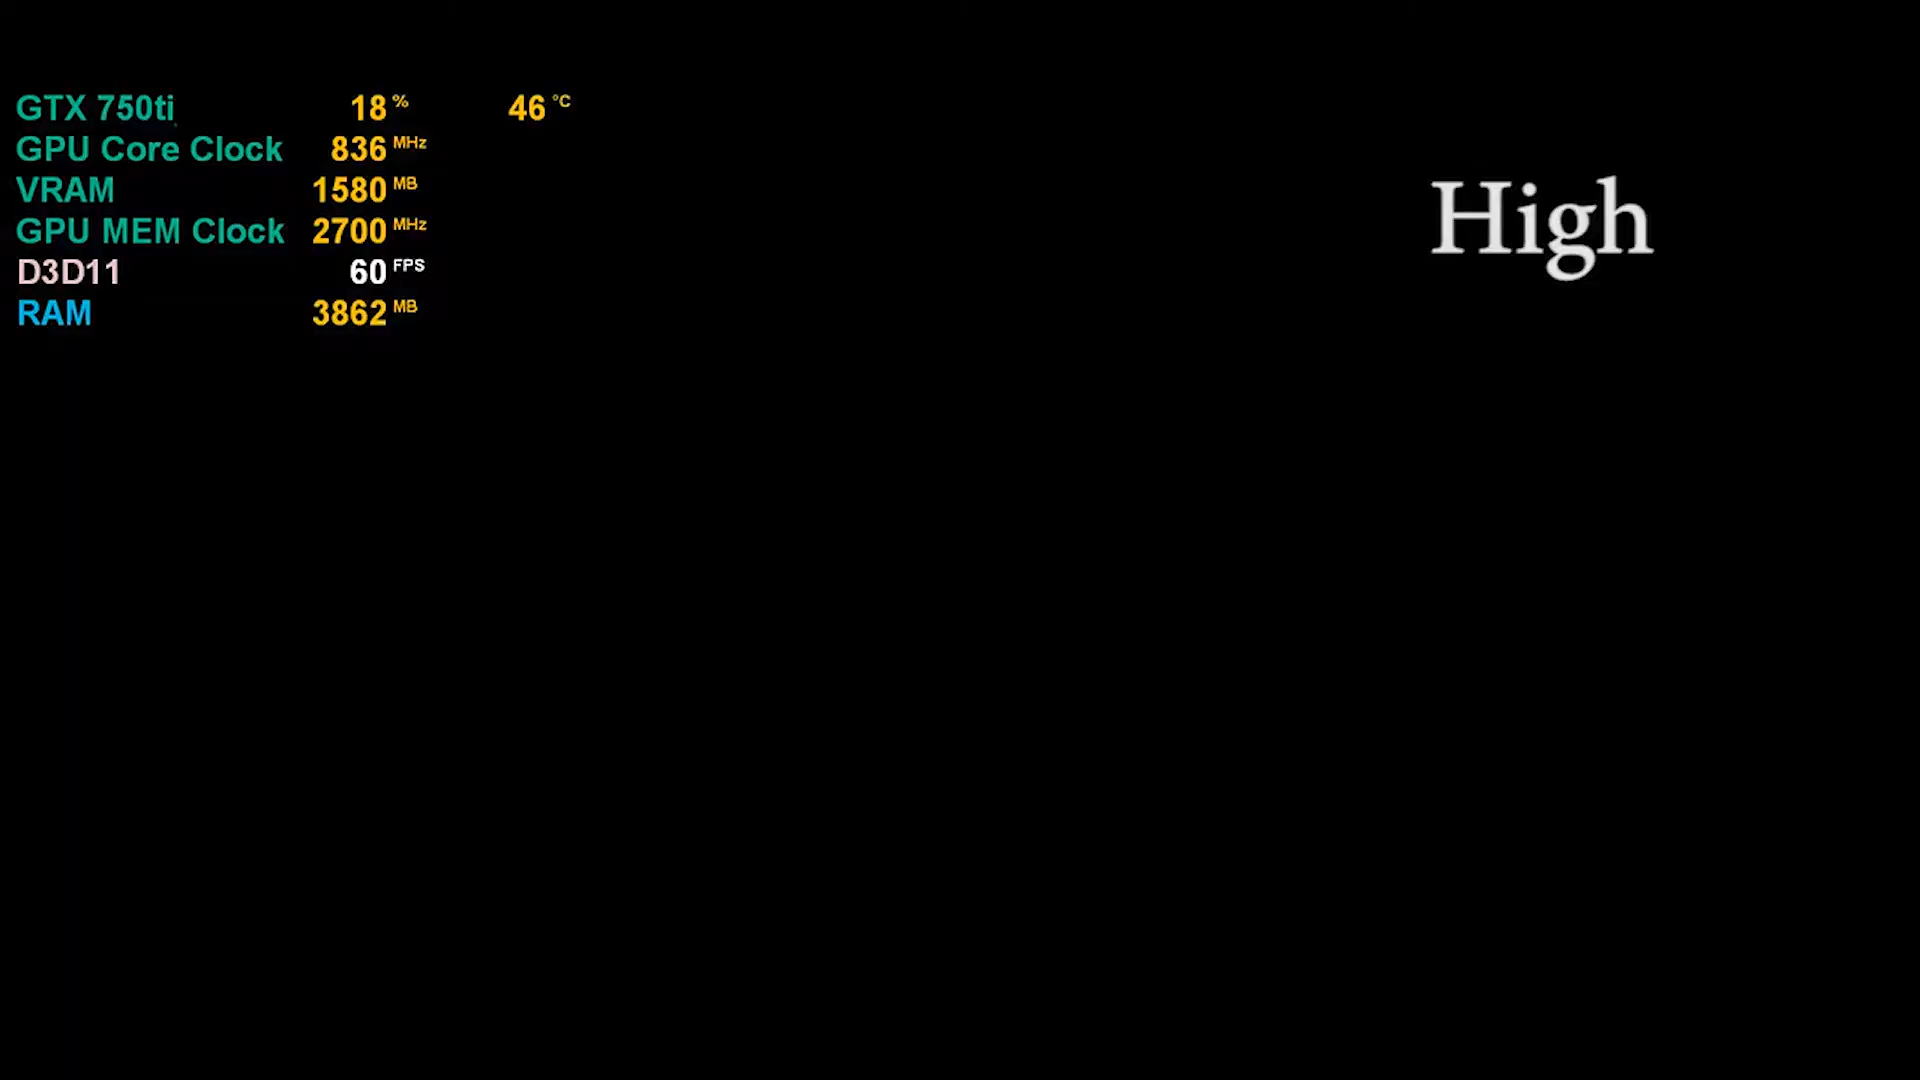 GTX 750ti 18 % 46 °C
GPU Core Clock 836 MHz
VRAM 1580 MB
GPU MEM Clock 2700 MHz
D3D11 60 FPS
RAM 3862 MB
High